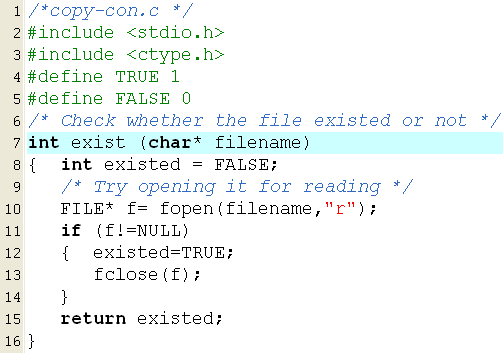 1 /*copy-con.c */
2 #include <stdio.h>
3 #include <ctype.h>
4 #define TRUE 1
5 #define FALSE 0
6 /* Check whether the file existed or not */
7 int exist (char* filename)
8 {  int existed = FALSE;
9    /* Try opening it for reading */
10    FILE* f= fopen(filename,"r");
11    if (f!=NULL)
12    {  existed=TRUE;
13       fclose(f);
14    }
15    return existed;
16 }